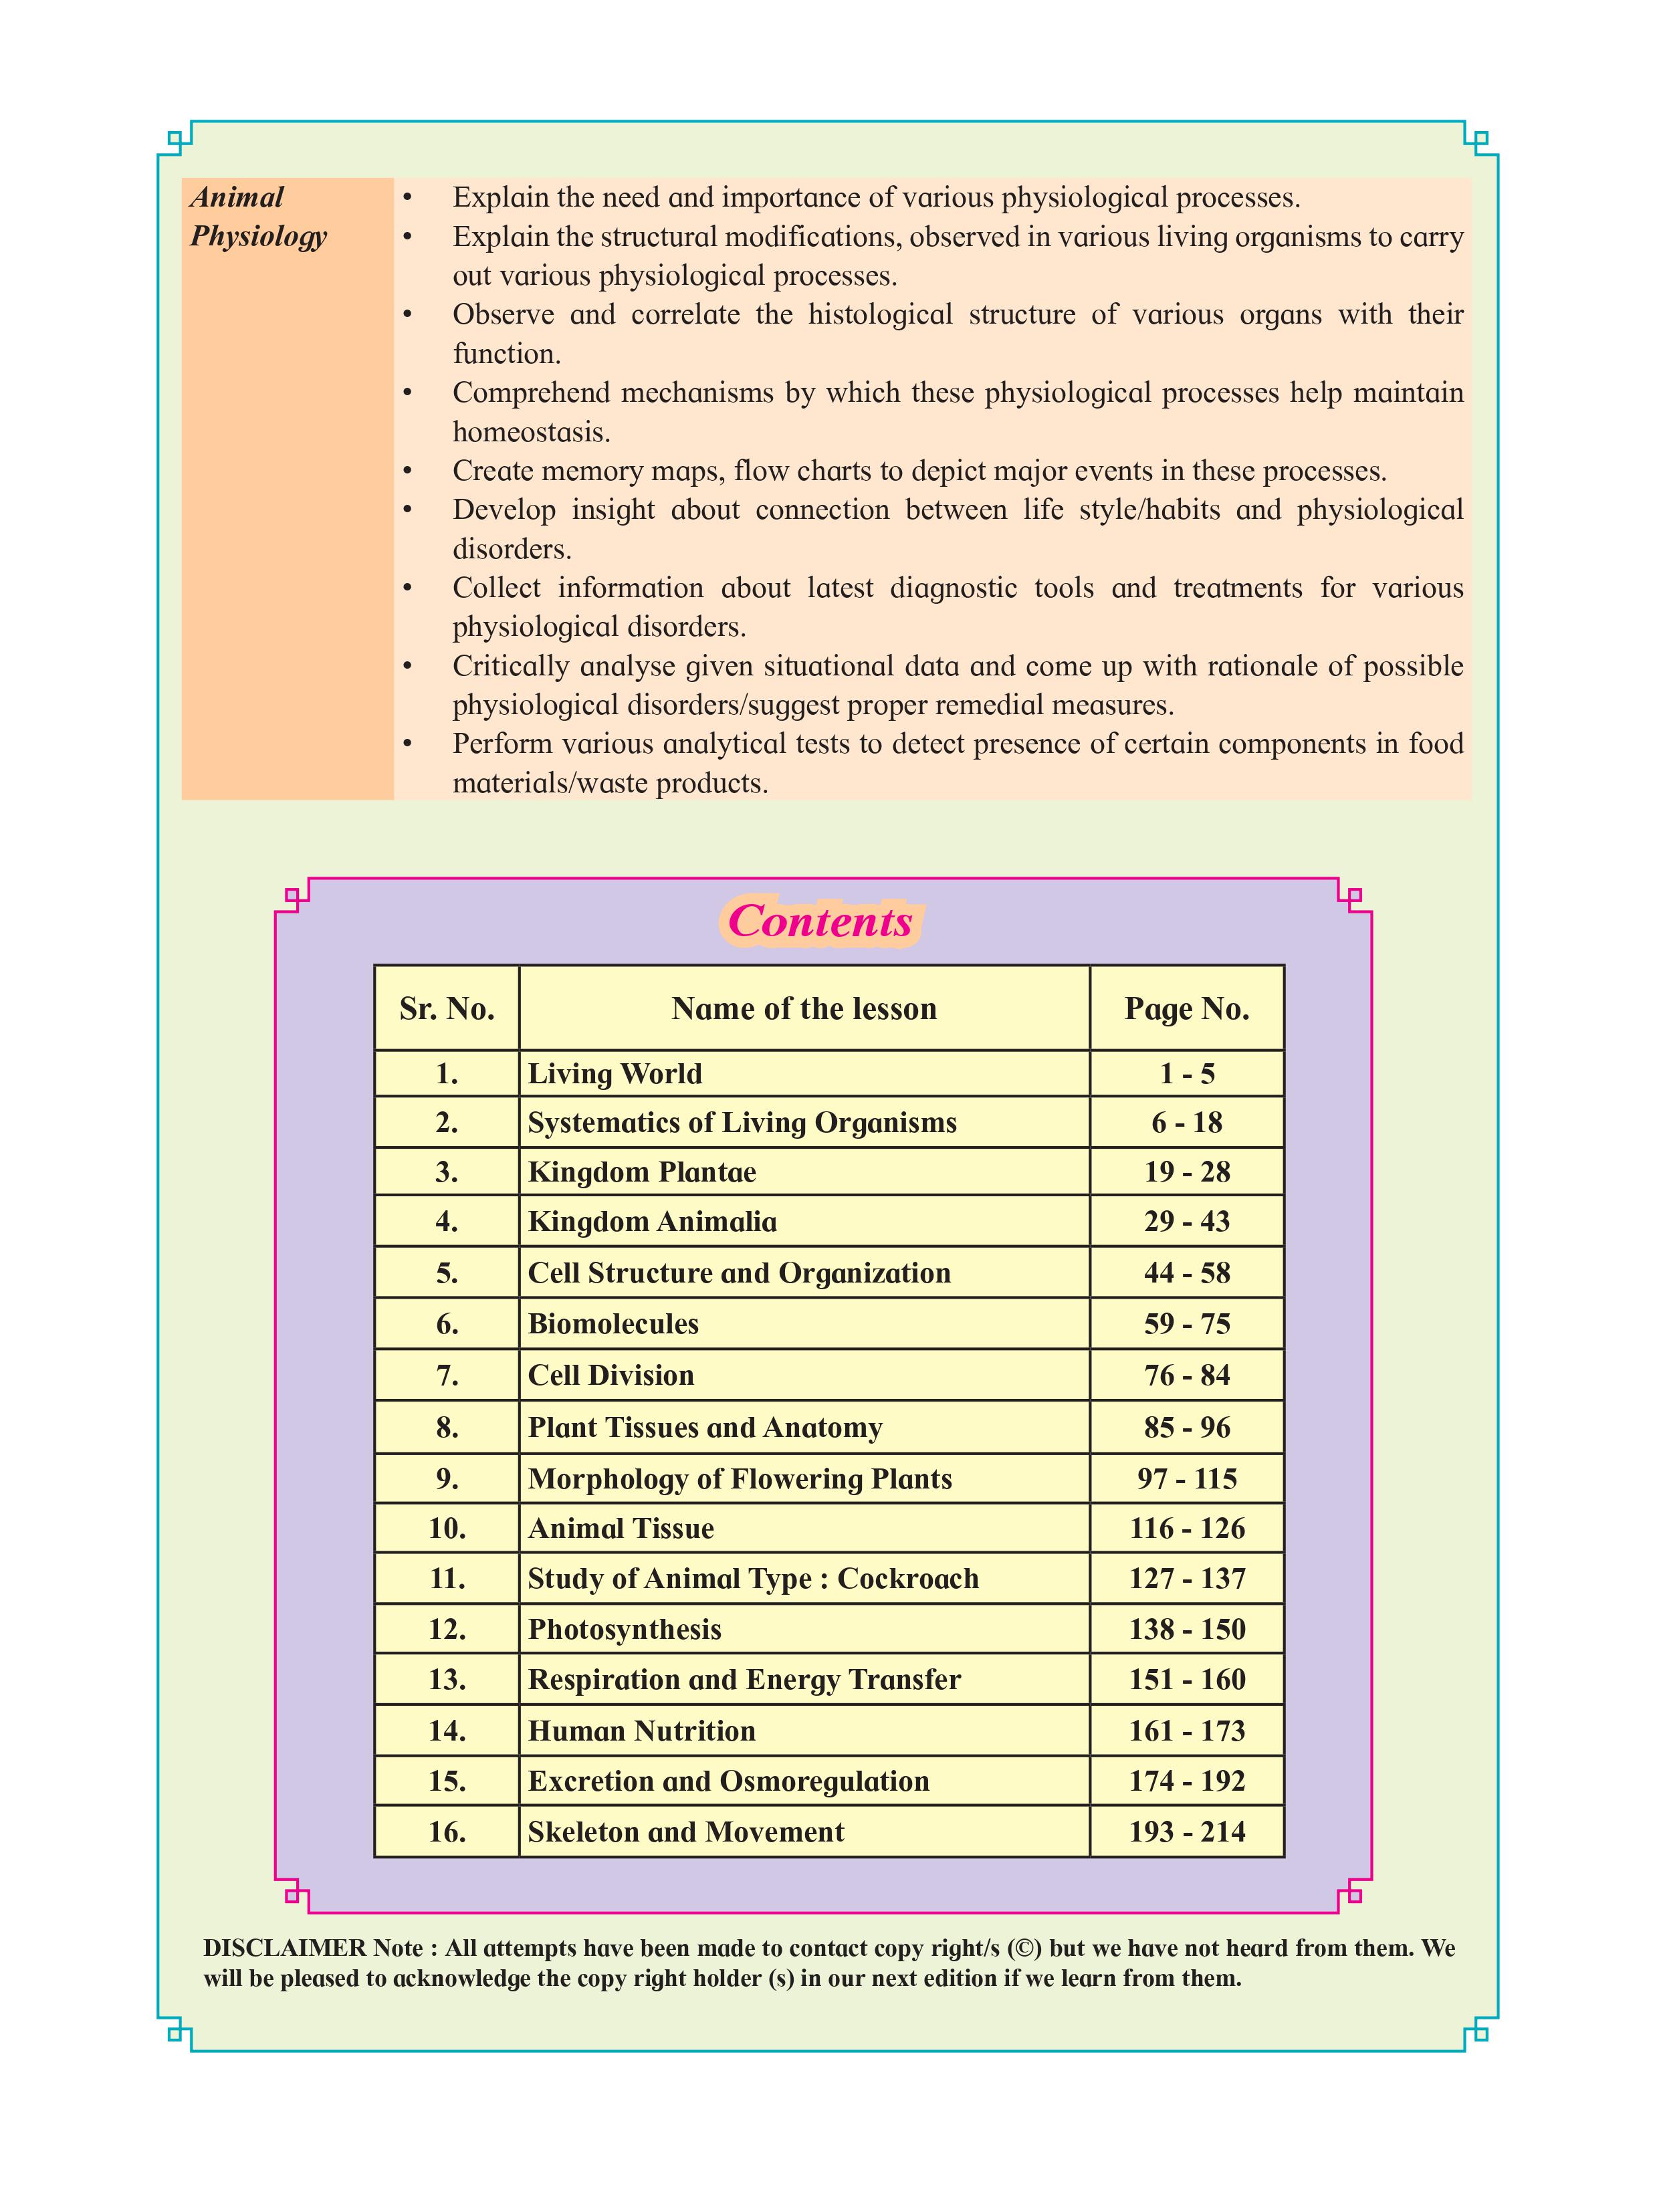 Animal
Physiology
• Explain the need and importance of various physiological processes.
• Explain the structural modifications, observed in various living organisms to carry
out various physiological processes.
• Observe and correlate the histological structure of various organs with their
function.
• Comprehend mechanisms by which these physiological processes help maintain
homeostasis.
• Create memory maps, flow charts to depict major events in these processes.
• Develop insight about connection between life style/habits and physiological
disorders.
• Collect information about latest diagnostic tools and treatments for various
physiological disorders.
• Critically analyse given situational data and come up with rationale of possible
physiological disorders/suggest proper remedial measures.
• Perform various analytical tests to detect presence of certain components in food
materials/waste products.
Contents
Sr. No. Name of the lesson Page No.
1. Living World 1 - 5
2. Systematics of Living Organisms 6 - 18
3. Kingdom Plantae 19 - 28
4. Kingdom Animalia 29 - 43
5. Cell Structure and Organization 44 - 58
6. Biomolecules 59 - 75
7. Cell Division 76 - 84
8. Plant Tissues and Anatomy 85 - 96
9. Morphology of Flowering Plants 97 - 115
10. Animal Tissue 116 - 126
11. Study of Animal Type : Cockroach 127 - 137
12. Photosynthesis 138 - 150
13. Respiration and Energy Transfer 151 - 160
14. Human Nutrition 161 - 173
15. Excretion and Osmoregulation 174 - 192
16. Skeleton and Movement 193 - 214
DISCLAIMER Note : All attempts have been made to contact copy right/s (©) but we have not heard from them. We
will be pleased to acknowledge the copy right holder (s) in our next edition if we learn from them.